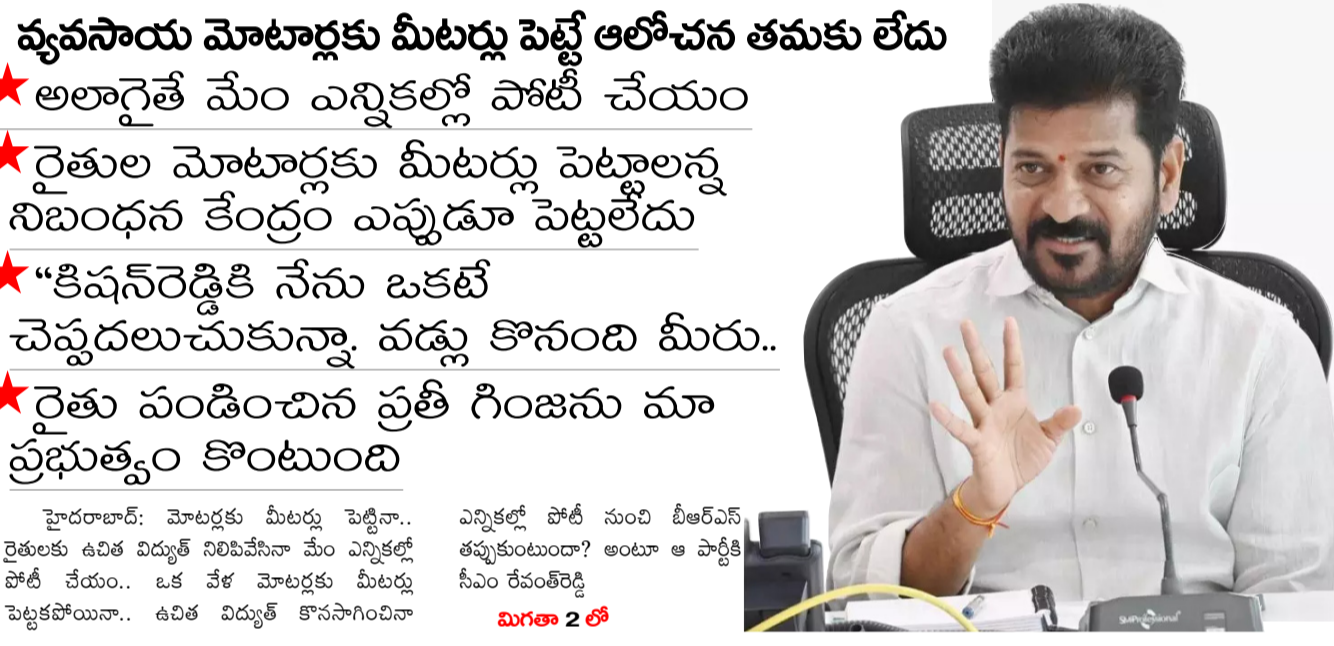 వ్యవసాయ మోటార్లకు మీటర్లు పెట్టే ఆలోచన తమకు లేదు
అలాగైతే మేం ఎన్నికల్లో పోటీ చేయం
రైతుల మోటార్లకు మీటర్లు పెట్టాలన్న
నిబంధన కేంద్రం ఎప్పుడూ పెట్టలేదు
“కిషన్‌రెడ్డికి నేను ఒకటే
చెప్పదలుచుకున్నా. వడ్లు కొనంది మీరు..
రైతు పండించిన ప్రతీ గింజను మా
ప్రభుత్వం కొంటుంది
హైదరాబాద్: మోటర్లకు మీటర్లు పెట్టినా..
రైతులకు ఉచిత విద్యుత్ నిలిపివేసినా మేం ఎన్నికల్లో
పోటీ చేయం.. ఒక వేళ మోటర్లకు మీటర్లు
పెట్టకపోయినా.. ఉచిత విద్యుత్ కొనసాగించినా
ఎన్నికల్లో పోటీ నుంచి బీఆర్ఎస్
తప్పుకుంటుందా? అంటూ ఆ పార్టీకి
సీఎం రేవంత్‌రెడ్డి
మిగతా 2 లో
SMProfessional